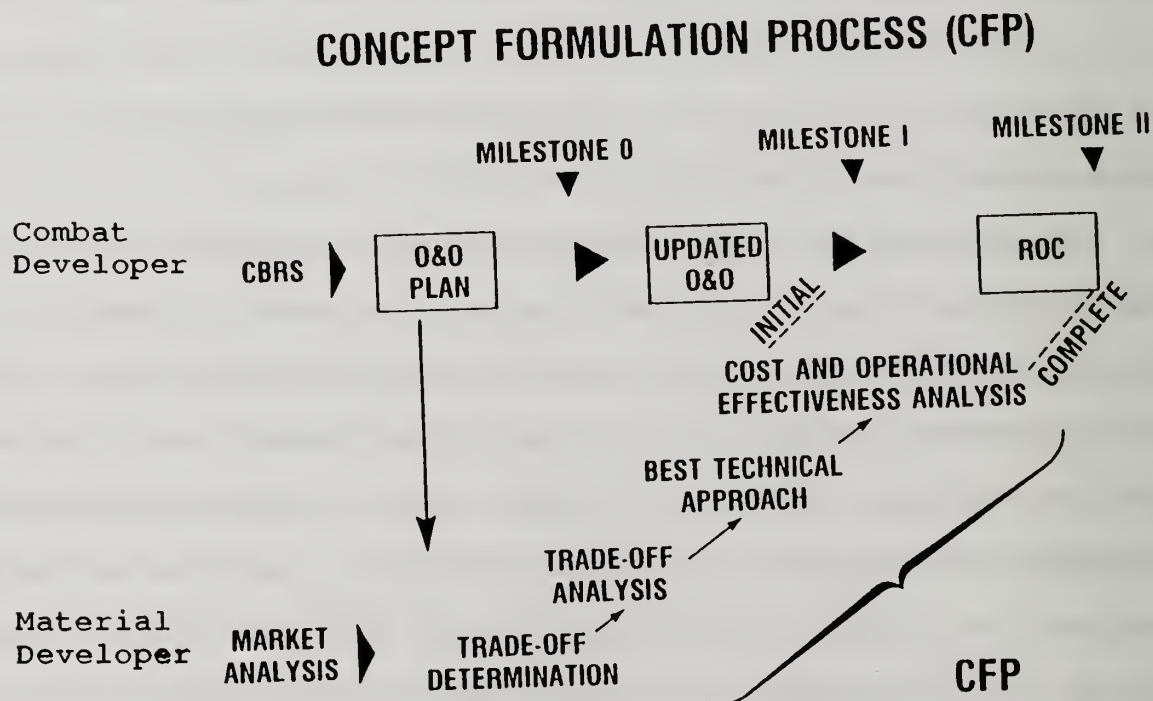 CONCEPT FORMULATION PROCESS (CFP)
MILESTONE 0
MILESTONE I
MILESTONE II
Combat
Developer
CBRS
O&O
PLAN
UPDATED
O&O
ROC
INITIAL
COMPLETE
COST AND OPERATIONAL
EFFECTIVENESS ANALYSIS
BEST TECHNICAL
APPROACH
TRADE-OFF
ANALYSIS
Material
Developer
MARKET
ANALYSIS
TRADE-OFF
DETERMINATION
CFP